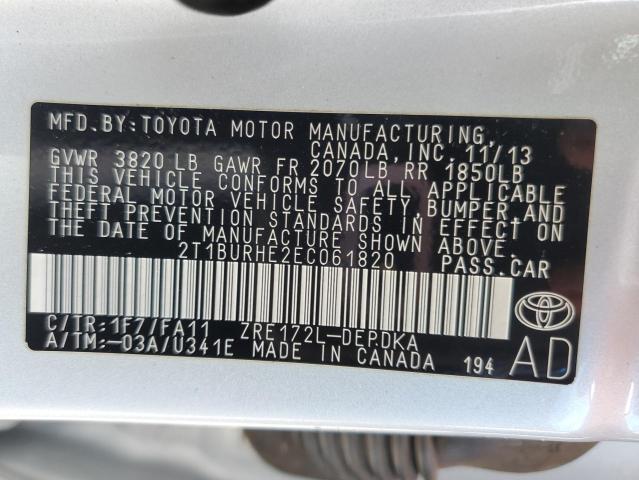 MFD. BY: TOYOTA MOTOR MANUFACTURING,
CANADA, INC. 11/13
GVWR 3820 LB GAWR FR 2070LB RR 1850LB
THIS VEHICLE CONFORMS TO ALL APPLICABLE
FEDERAL MOTOR VEHICLE SAFETY, BUMPER, AND
THEFT PREVENTION STANDARDS IN EFFECT ON
THE DATE OF MANUFACTURE SHOWN ABOVE.
2T1BURHE2EC061820 PASS. CAR
C/TR: 1F7/FA11 ZRE172L-DEPDKA
A/TM: -03A/U341E MADE IN CANADA 194
AD